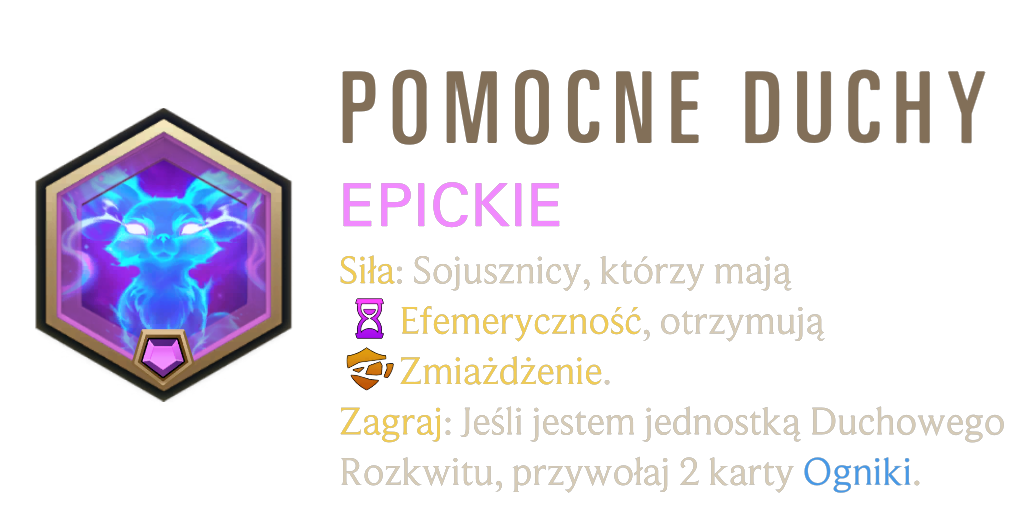 POMOCNE DUCHY
EPICKIE
Siła: Sojusznicy, którzy mają
Efemeryczność, otrzymują
Zmiażdżenie.
Zagraj: Jeśli jestem jednostką Duchowego
Rozkwitu, przywołaj 2 karty Ogniki.